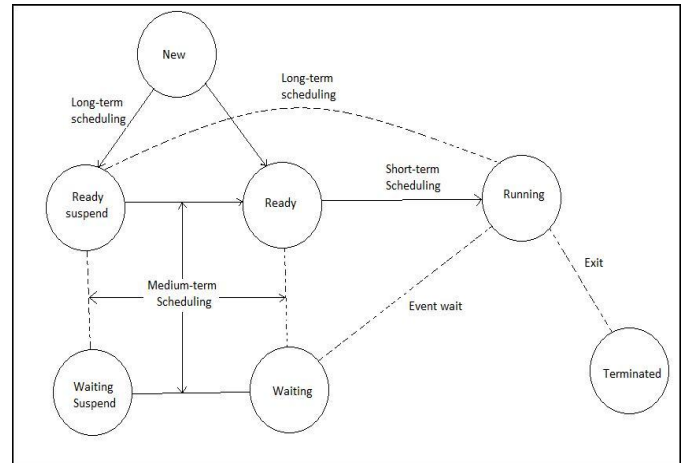 New
Long-term
scheduling
Long-term
scheduling
Ready
suspend
Ready
Short-term
Scheduling
Running
Medium-term
Scheduling
Event wait
Exit
Waiting
Suspend
Waiting
Terminated